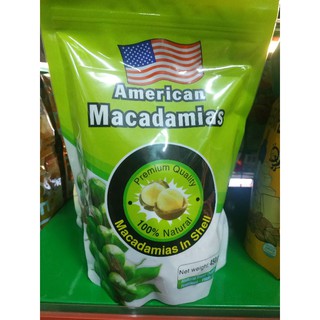 American
Macadamias
Premium Quality
100% Natural
Macadamias In Shell
Net weight: